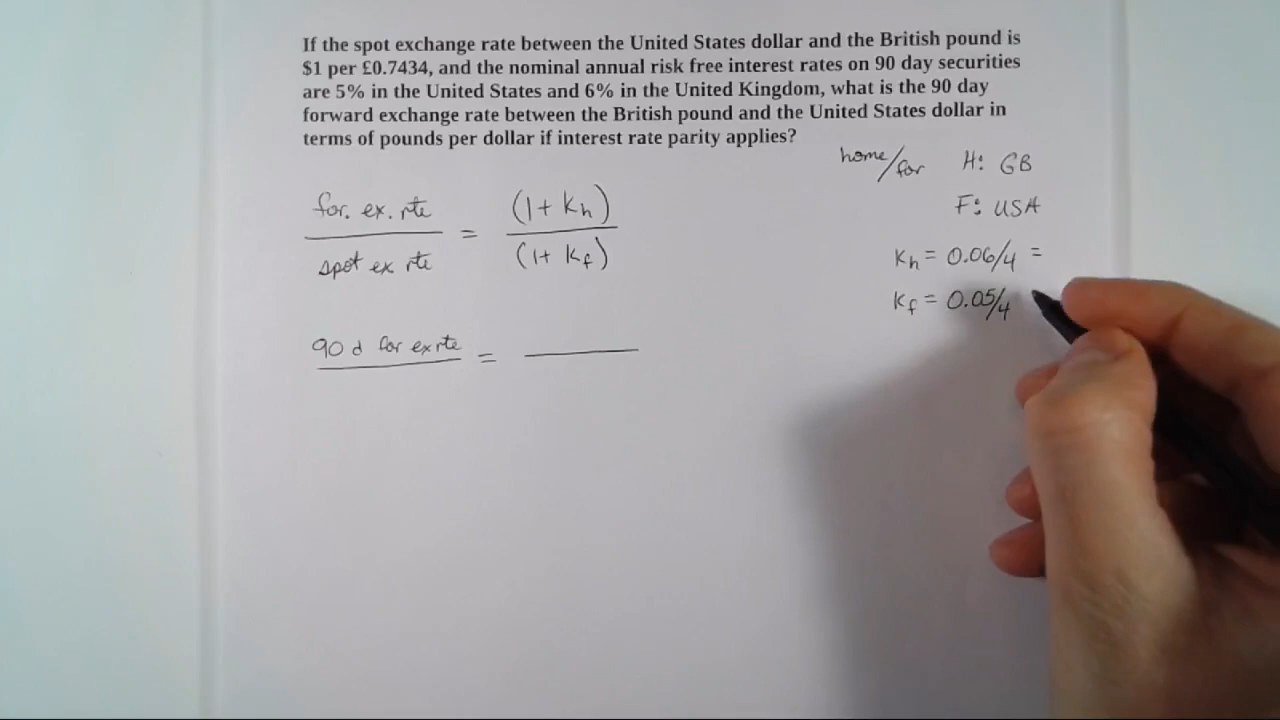 If the spot exchange rate between the United States dollar and the British pound is
$1 per £0.7434, and the nominal annual risk free interest rates on 90 day securities
are 5% in the United States and 6% in the United Kingdom, what is the 90 day
forward exchange rate between the British pound and the United States dollar in
terms of pounds per dollar if interest rate parity applies?
home/for H: GB
F: USA
for. ex. rte = (1 + kh)
spot ex rte (1 + kf)
kh = 0.06/4 =
kf = 0.05/4
90 d for ex rte =